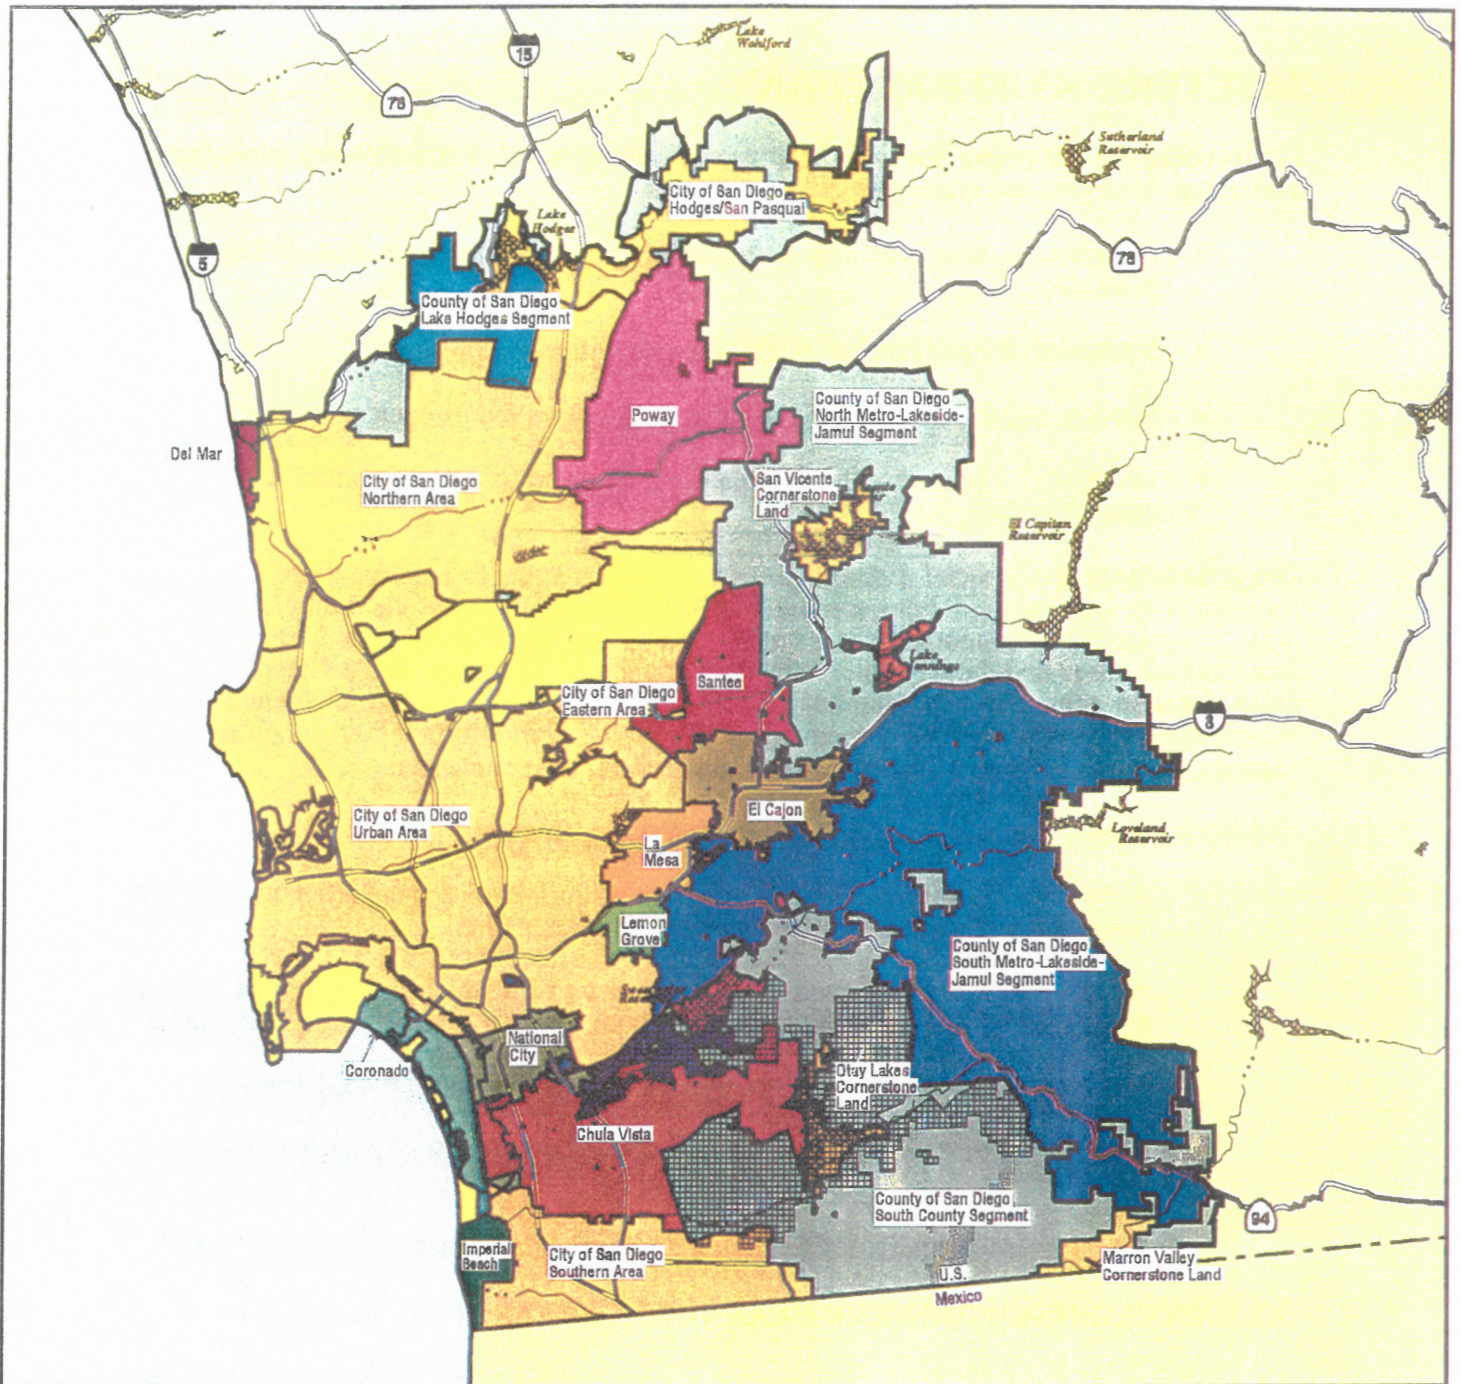 Lake
Wohlford
15
78
Sutherland
Reservoir
City of San Diego
Hodges/San Pasqual
Lake
Hodges
5
78
County of San Diego
Lake Hodges Segment
County of San Diego
North Metro-Lakeside-
Jamul Segment
Poway
Del Mar
City of San Diego
Northern Area
San Vicente
Cornerstone
Land
El Capitan
Reservoir
Lake
Jennings
Santee
City of San Diego
Eastern Area
8
City of San Diego
Urban Area
El Cajon
Loveland
Reservoir
La
Mesa
Lemon
Grove
County of San Diego
South Metro-Lakeside-
Jamul Segment
National
City
Coronado
Otay Lakes
Cornerstone
Land
Chula Vista
County of San Diego
South County Segment
94
Imperial
Beach
City of San Diego
Southern Area
Marron Valley
Cornerstone Land
U.S.
Mexico